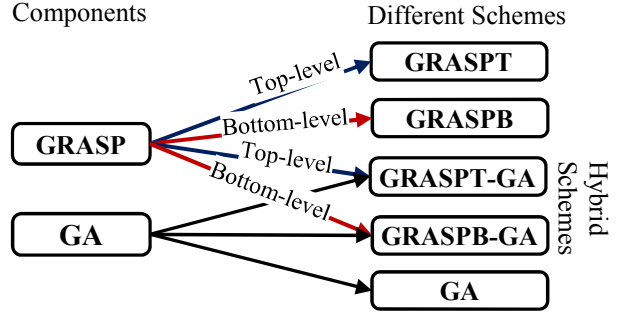 Components
Different Schemes
GRASP
GA
Top-level
Bottom-level
Top-level
Bottom-level
GRASPT
GRASPB
GRASPT-GA
GRASPB-GA
GA
Hybrid
Schemes